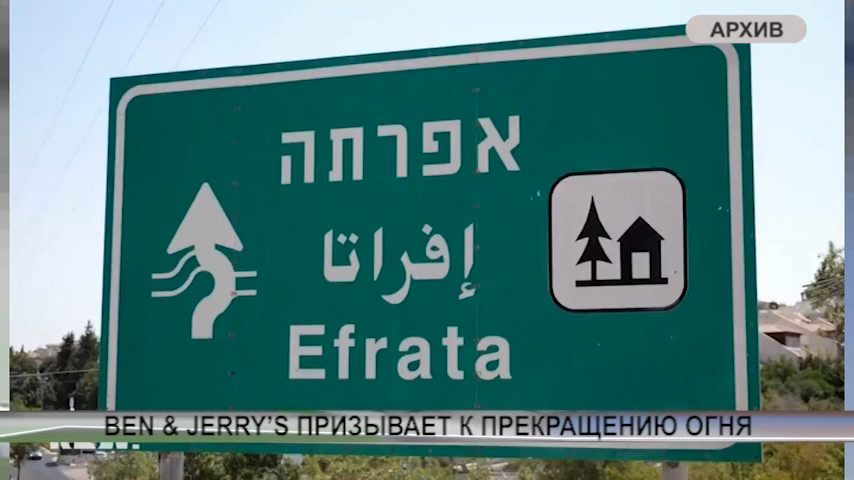 АРХИВ
אפרתה
إفراتا
Efrata
BEN & JERRY'S ПРИЗЫВАЕТ К ПРЕКРАЩЕНИЮ ОГНЯ